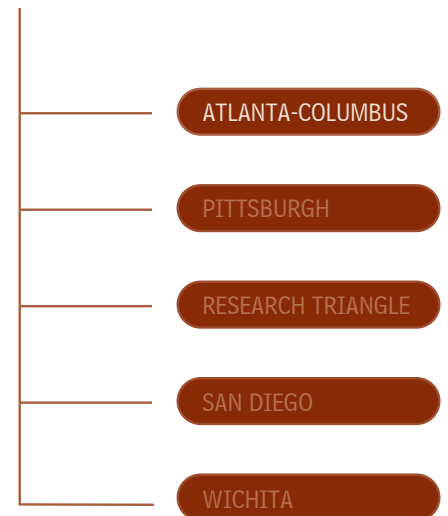 ATLANTA-COLUMBUS
PITTSBURGH
RESEARCH TRIANGLE
SAN DIEGO
WICHITA